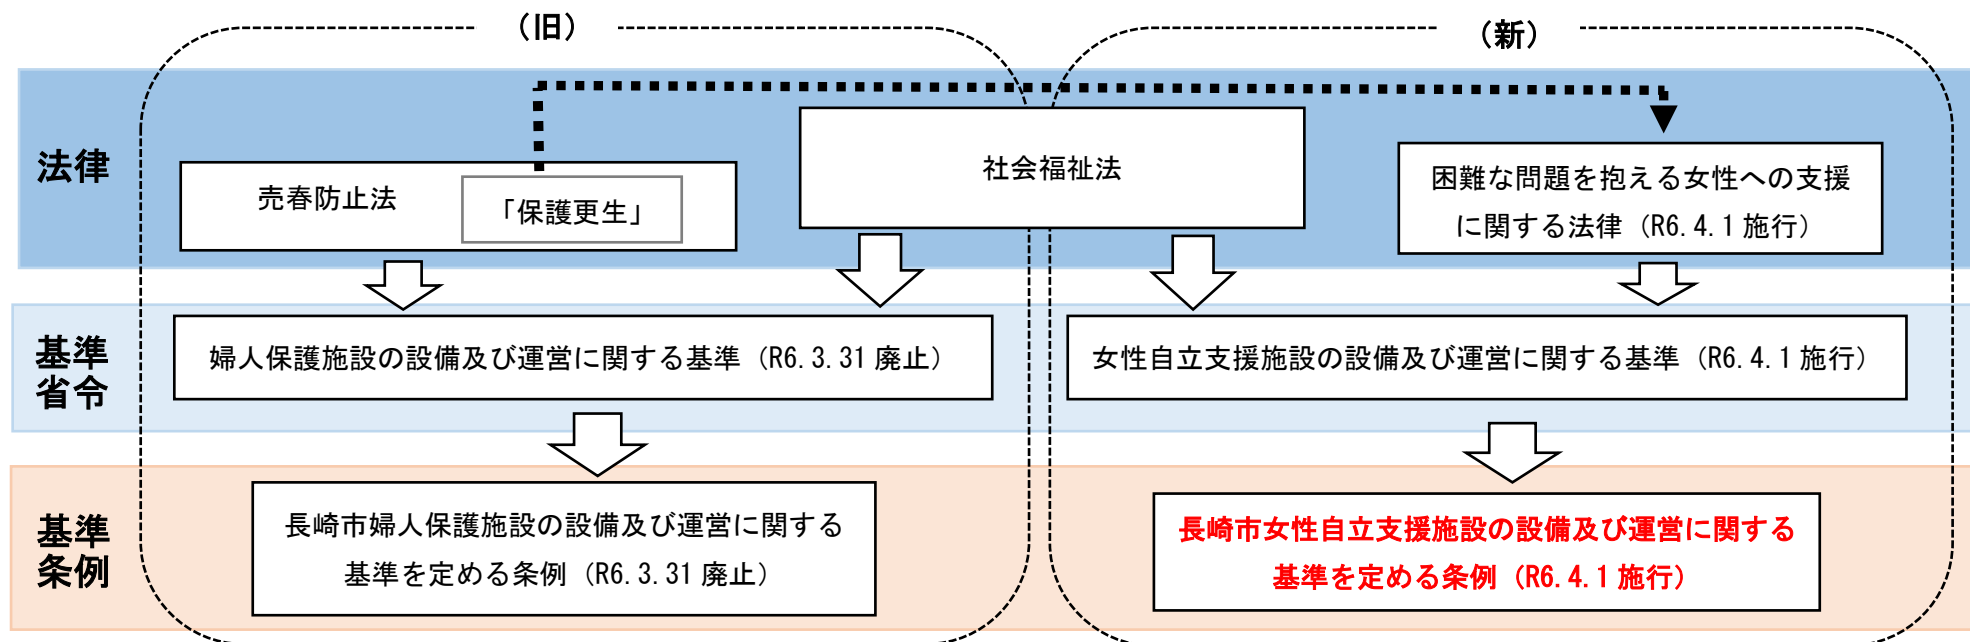 （旧）
（新）
法律
売春防止法
「保護更生」
社会福祉法
困難な問題を抱える女性への支援
に関する法律（R6.4.1 施行）
基準
省令
婦人保護施設の設備及び運営に関する基準（R6.3.31 廃止）
女性自立支援施設の設備及び運営に関する基準（R6.4.1 施行）
基準
条例
長崎市婦人保護施設の設備及び運営に関する
基準を定める条例（R6.3.31 廃止）
長崎市女性自立支援施設の設備及び運営に関する
基準を定める条例（R6.4.1 施行）